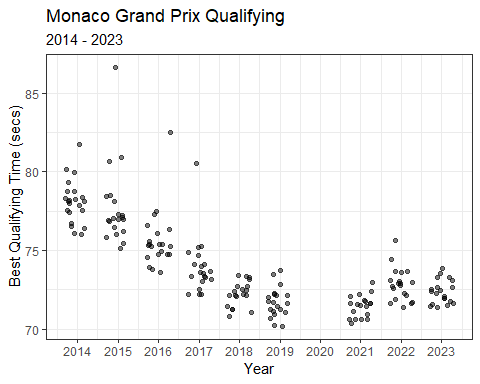 Monaco Grand Prix Qualifying
2014 - 2023
Best Qualifying Time (secs)
85
80
75
70
2014 2015 2016 2017 2018 2019 2020 2021 2022 2023
Year